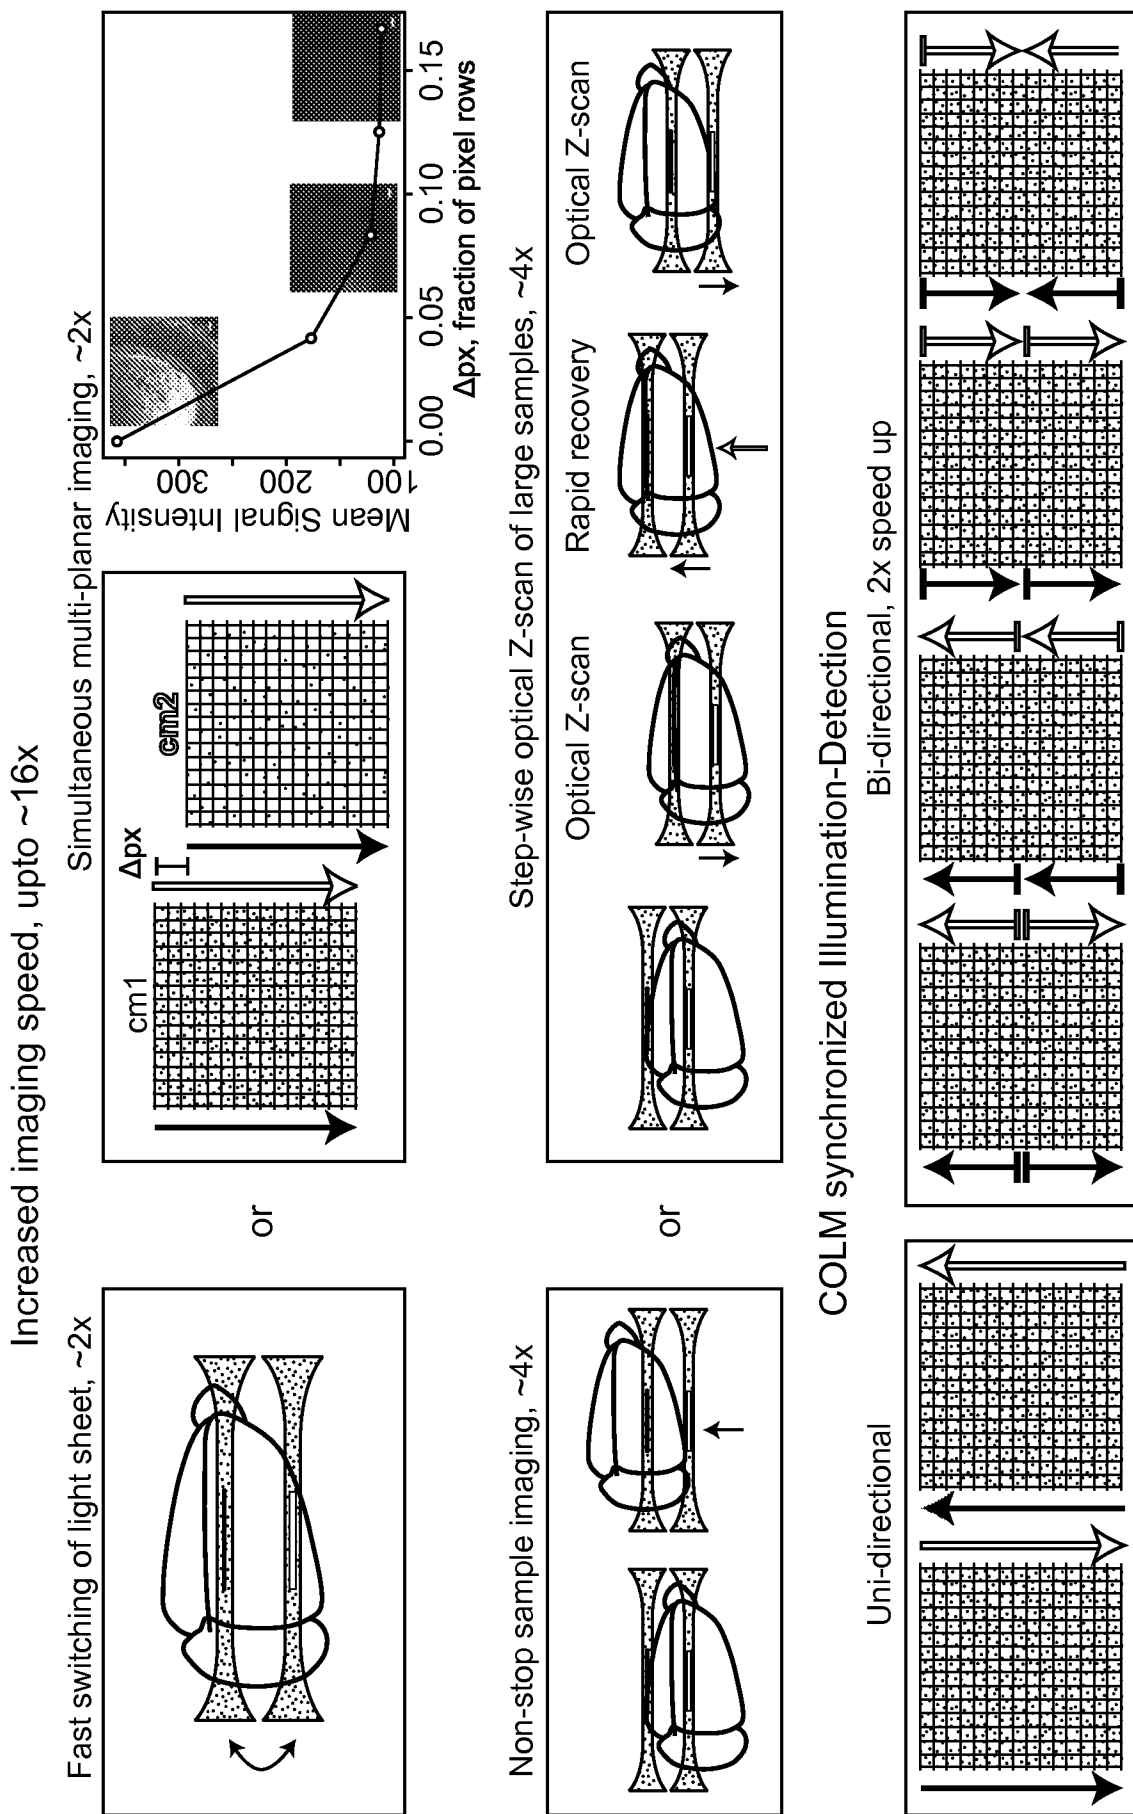 Increased imaging speed, upto ~16x
Fast switching of light sheet, ~2x
or
Simultaneous multi-planar imaging, ~2x
cm1
Δpx
cm2
Mean Signal Intensity
300
200
100
0.00
0.05
0.10
0.15
Δpx, fraction of pixel rows
Non-stop sample imaging, ~4x
or
Step-wise optical Z-scan of large samples, ~4x
Optical Z-scan
Rapid recovery
Optical Z-scan
COLM synchronized Illumination-Detection
Uni-directional
Bi-directional, 2x speed up